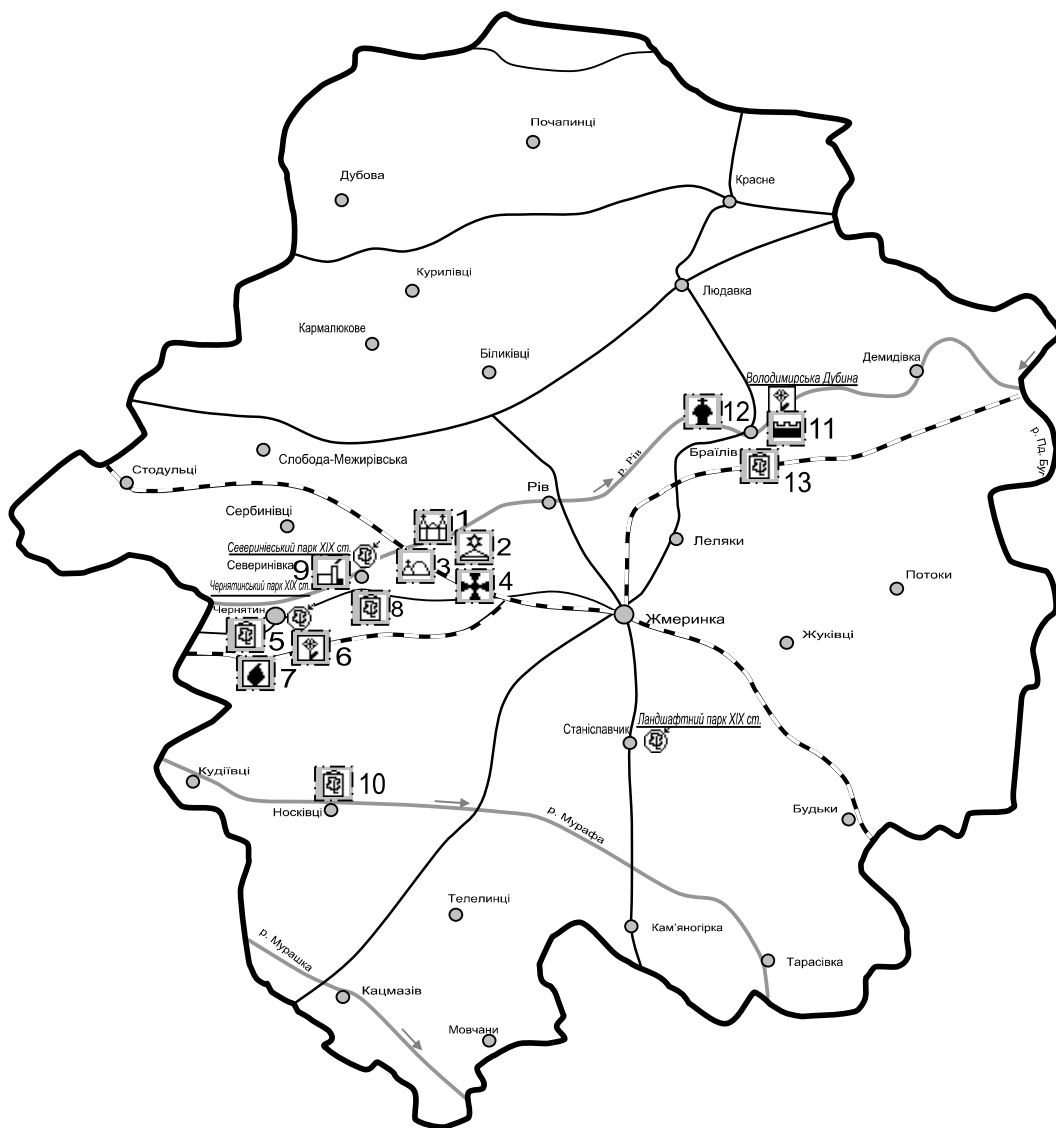 Почапинці
Дубова
Красне
Курилівці
Людавка
Кармалюкове
Біликівці
Демидівка
Володимирська Дубина
12
11
Браїлів
Слобода-Межирівська
р. Рів
р. Пд. Буг
Стодульці
13
Рів
Сербинівці
1
Северинівський парк XIX ст.
2
Леляки
Северинівка
9
3
4
Чернятинський парк XIX ст.
Потоки
8
Чернятин
Жмеринка
5
6
Жуківці
7
Ландшафтний парк XIX ст.
Станіславчик
Кудіївці
10
Носківці
Будьки
р. Мурафа
Телелинці
Кам'яногірка
р. Мурашка
Тарасівка
Кацмазів
Мовчани